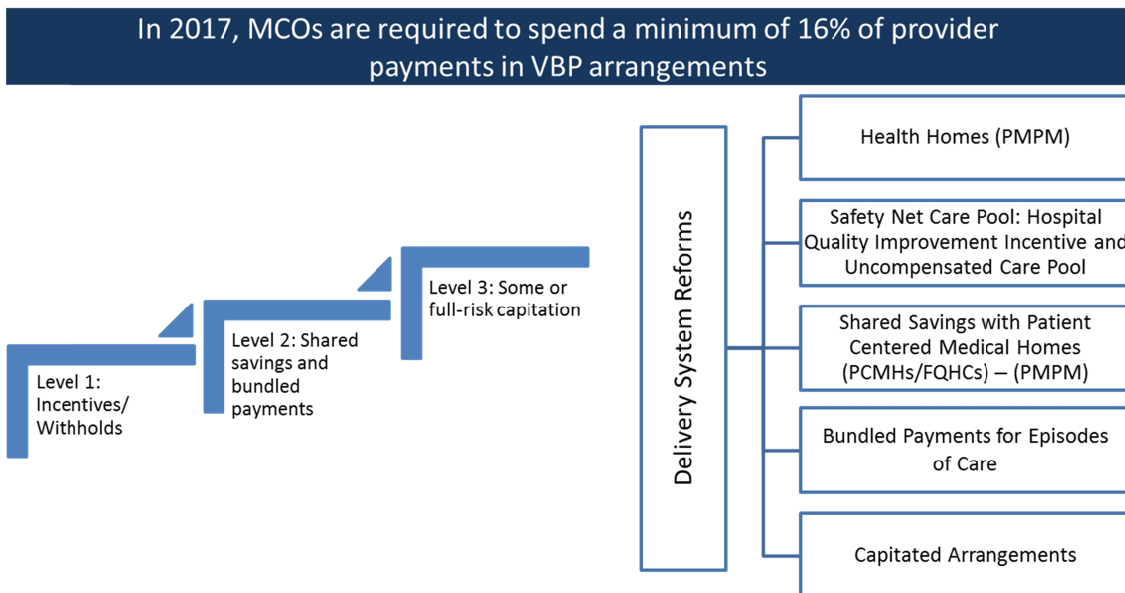 In 2017, MCOs are required to spend a minimum of 16% of provider
payments in VBP arrangements
Level 1:
Incentives/
Withholds
Level 2: Shared
savings and
bundled
payments
Level 3: Some or
full-risk capitation
Delivery System Reforms
Health Homes (PMPM)
Safety Net Care Pool: Hospital
Quality Improvement Incentive and
Uncompensated Care Pool
Shared Savings with Patient
Centered Medical Homes
(PCMHs/FQHCs) – (PMPM)
Bundled Payments for Episodes
of Care
Capitated Arrangements